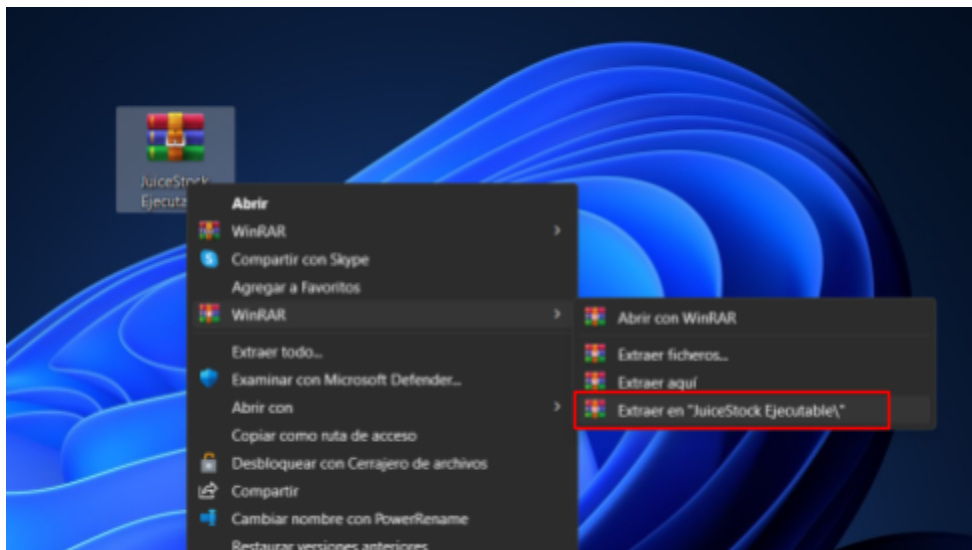 JuiceStock
Abrir
WinRAR
Compartir con Skype
Agregar a Favoritos
WinRAR
Extraer todo...
Examinar con Microsoft Defender...
Abrir con
Copiar como ruta de acceso
Desbloquear con Cerrajero de archivos
Compartir
Cambiar nombre con PowerRename
Restaurar versiones anteriores
Abrir con WinRAR
Extraer ficheros...
Extraer aquí
Extraer en "JuiceStock Ejecutable\"